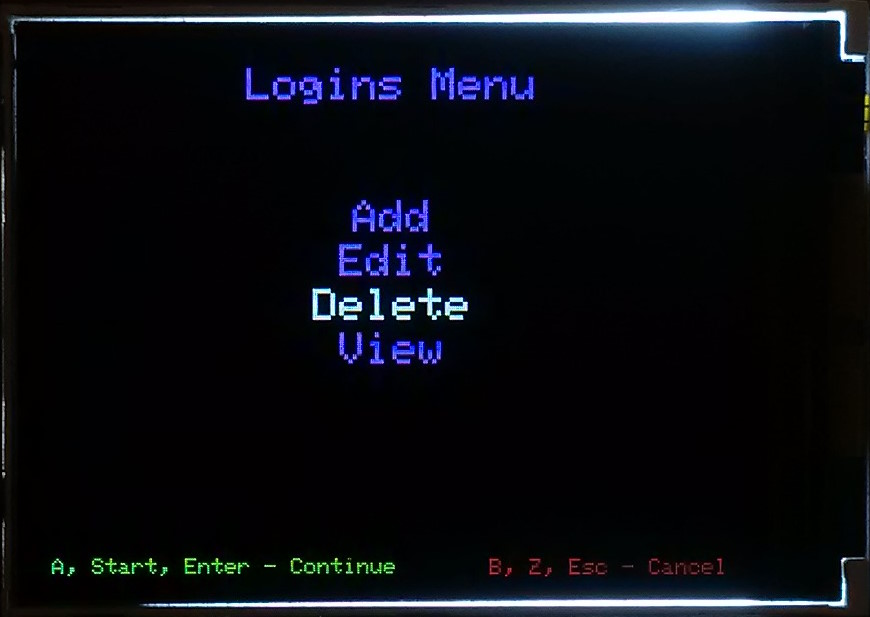 Logins Menu
Add
Edit
Delete
View
A, Start, Enter - Continue B, Z, Esc - Cancel